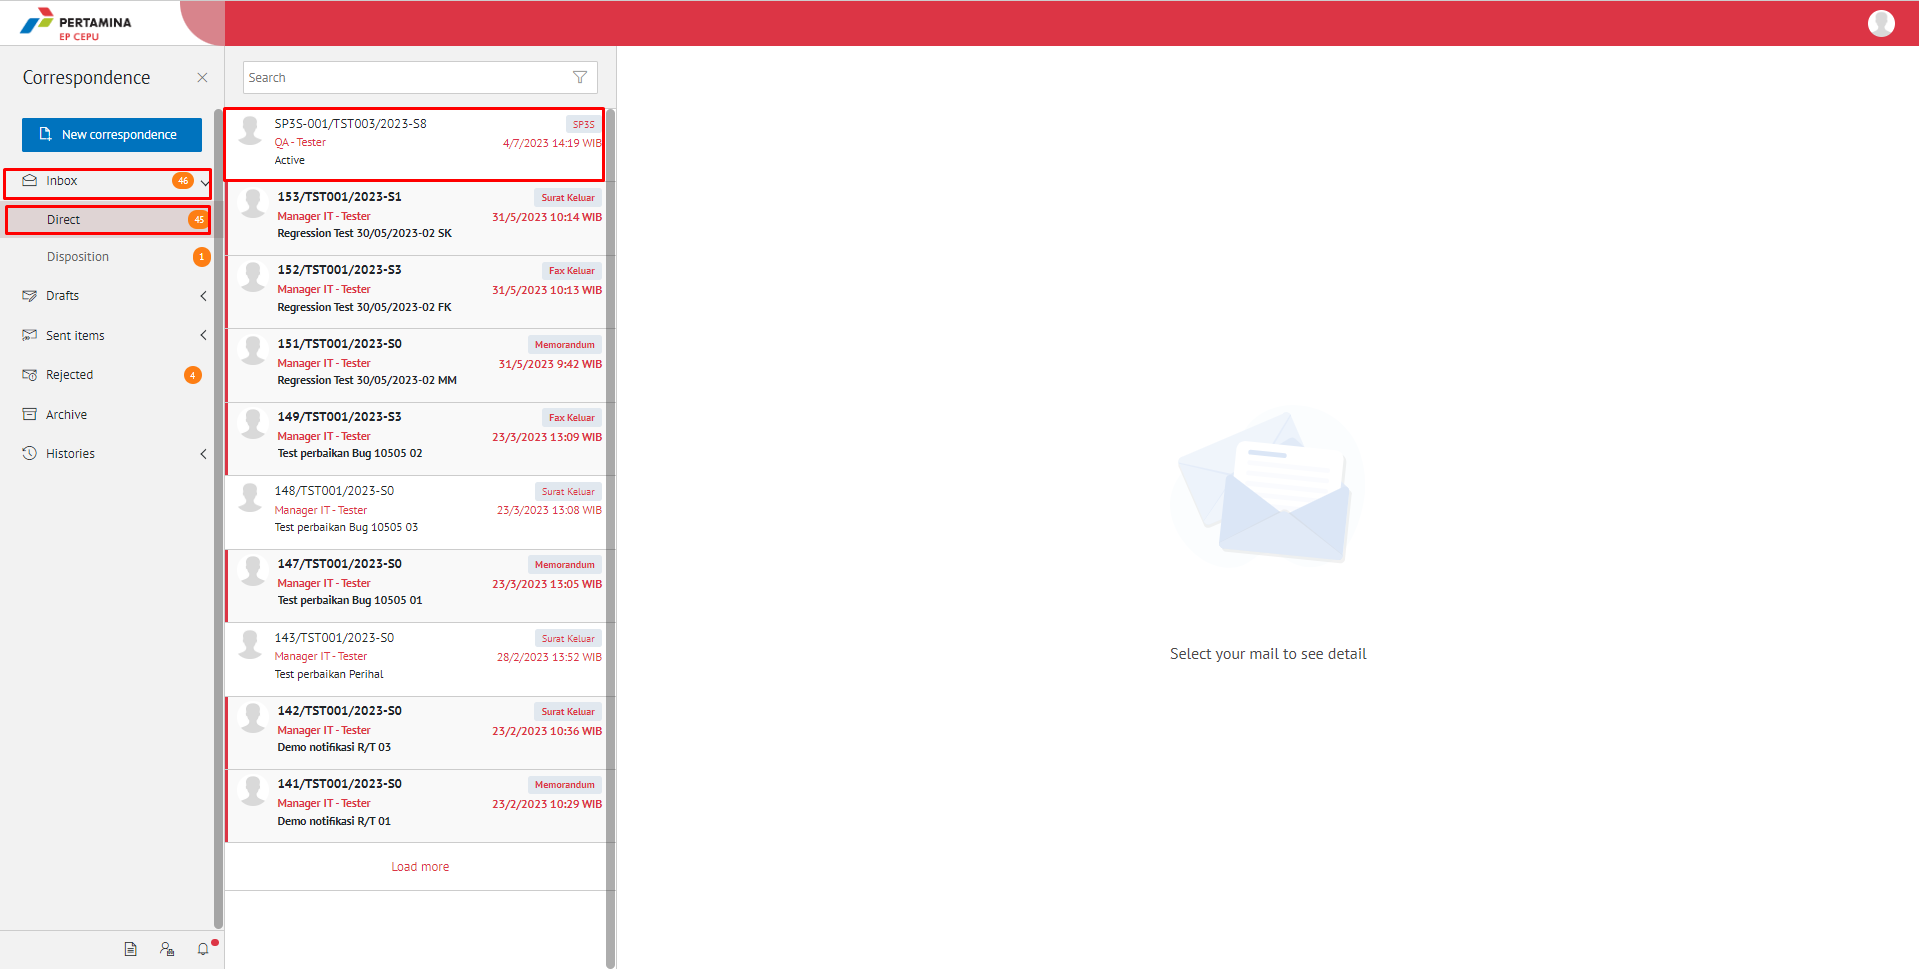 PERTAMINA
EP CEPU
Correspondence
New correspondence
Inbox 46
Direct 45
Disposition 1
Drafts
Sent items
Rejected 4
Archive
Histories
Search
SP3S-001/TST003/2023-S8 SP3S
QA - Tester 4/7/2023 14:19 WIB
Active
153/TST001/2023-S1 Surat Keluar
Manager IT - Tester 31/5/2023 10:14 WIB
Regression Test 30/05/2023-02 SK
152/TST001/2023-S3 Fax Keluar
Manager IT - Tester 31/5/2023 10:13 WIB
Regression Test 30/05/2023-02 FK
151/TST001/2023-S0 Memorandum
Manager IT - Tester 31/5/2023 9:42 WIB
Regression Test 30/05/2023-02 MM
149/TST001/2023-S3 Fax Keluar
Manager IT - Tester 23/3/2023 13:09 WIB
Test perbaikan Bug 10505 02
148/TST001/2023-S0 Surat Keluar
Manager IT - Tester 23/3/2023 13:08 WIB
Test perbaikan Bug 10505 03
147/TST001/2023-S0 Memorandum
Manager IT - Tester 23/3/2023 13:05 WIB
Test perbaikan Bug 10505 01
143/TST001/2023-S0 Surat Keluar
Manager IT - Tester 28/2/2023 13:52 WIB
Test perbaikan Perihal
142/TST001/2023-S0 Surat Keluar
Manager IT - Tester 23/2/2023 10:36 WIB
Demo notifikasi R/T 03
141/TST001/2023-S0 Memorandum
Manager IT - Tester 23/2/2023 10:29 WIB
Demo notifikasi R/T 01
Load more
Select your mail to see detail